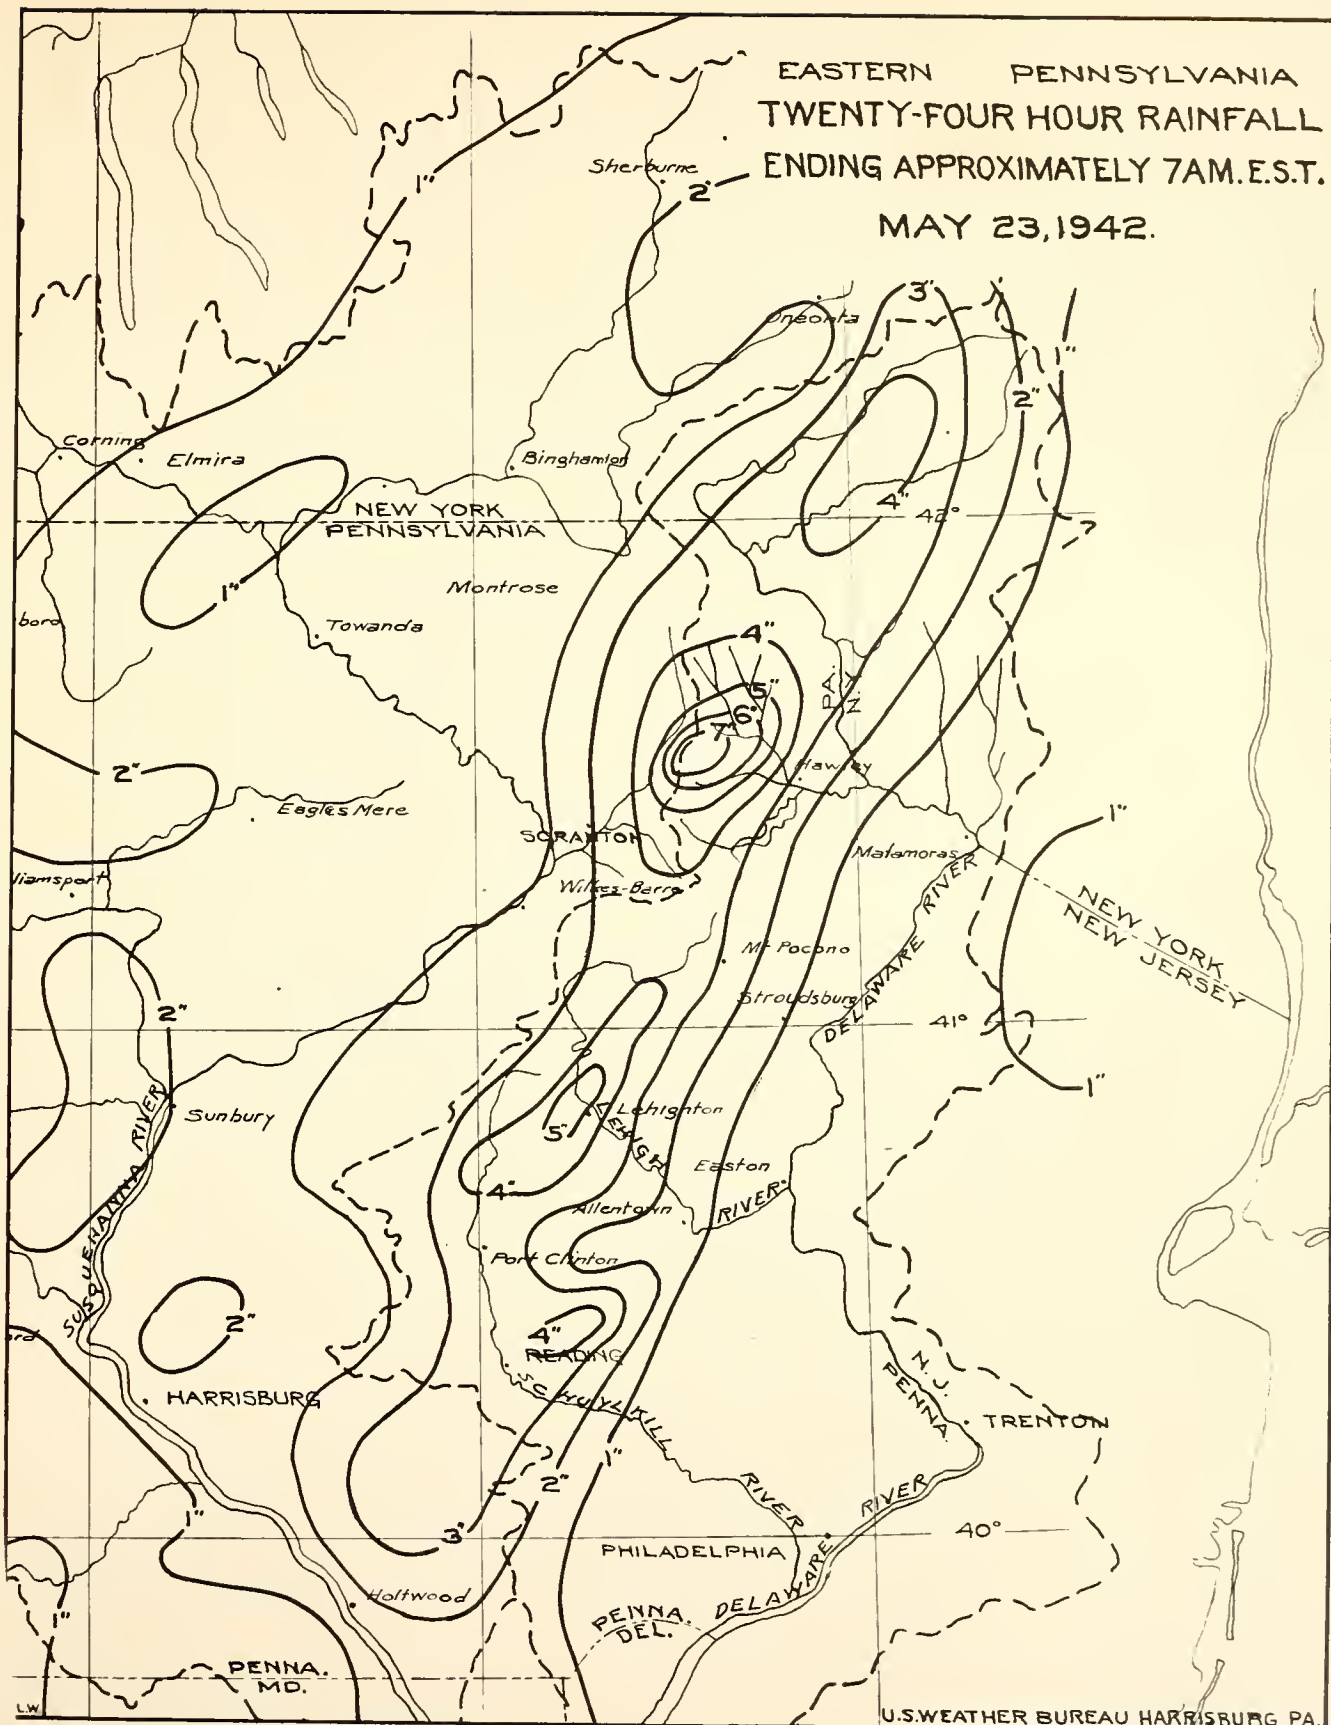 EASTERN PENNSYLVANIA
TWENTY-FOUR HOUR RAINFALL
ENDING APPROXIMATELY 7AM.E.S.T.
MAY 23,1942.
Sherburne
1"
2"
3"
Oneonta
1"
2"
Corning
Elmira
Binghamton
4"
42°
NEW YORK
PENNSYLVANIA
Montrose
1"
boro
Towanda
4"
5"
6"
7"
PA.
N.Y.
2"
Hawley
Eagles Mere
1"
SCRANTON
Matamoras
liamsport
Wilkes-Barre
NEW YORK
NEW JERSEY
Mt Pocono
Stroudsburg
DELAWARE RIVER
2"
41°
1"
Sunbury
5"
Lehighton
LEHIGH
RIVER
Easton
4"
Allentown
SUSQUEHANNA RIVER
Port Clinton
2"
4"
ord
READING
N.J.
PENNA.
HARRISBURG
SCHUYLKILL
RIVER
TRENTON
1"
2"
1"
3"
RIVER
40°
PHILADELPHIA
DELAWARE
Holtwood
1"
PENNA.
DEL.
PENNA.
MD.
L.W.
U.S.WEATHER BUREAU HARRISBURG PA.